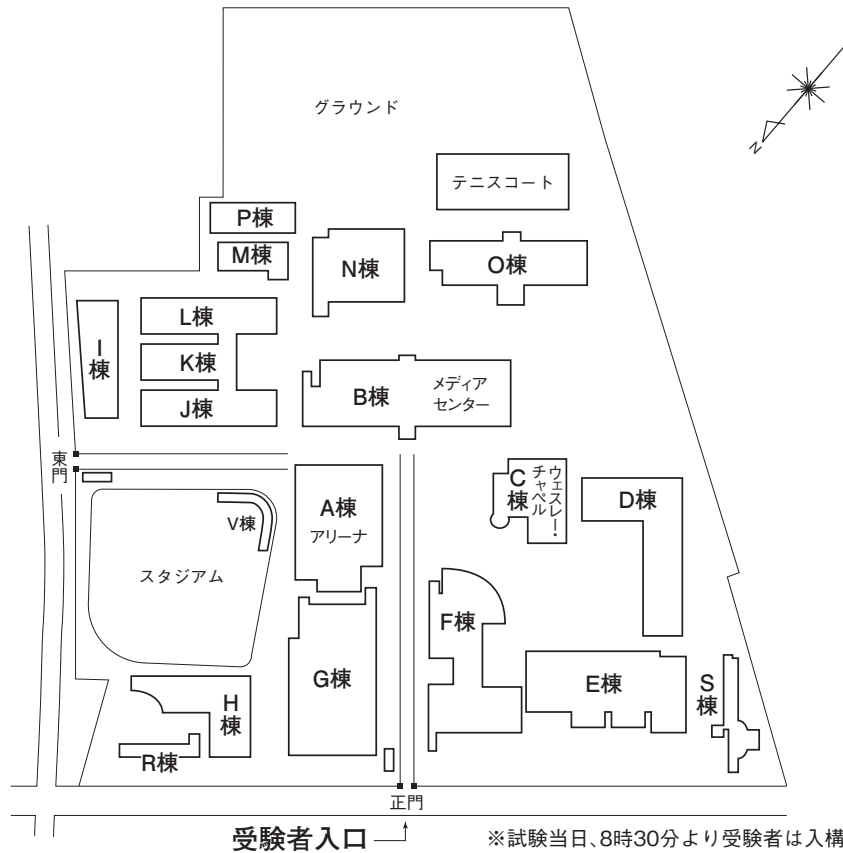 グラウンド
テニスコート
N
P棟
M棟
N棟
O棟
L棟
I棟
K棟
J棟
B棟
メディア
センター
東門
A棟
アリーナ
V棟
C棟
ウェスレー・
チャペル
D棟
スタジアム
F棟
G棟
E棟
S棟
H棟
R棟
正門
受験者入口
※試験当日、8時30分より受験者は入構